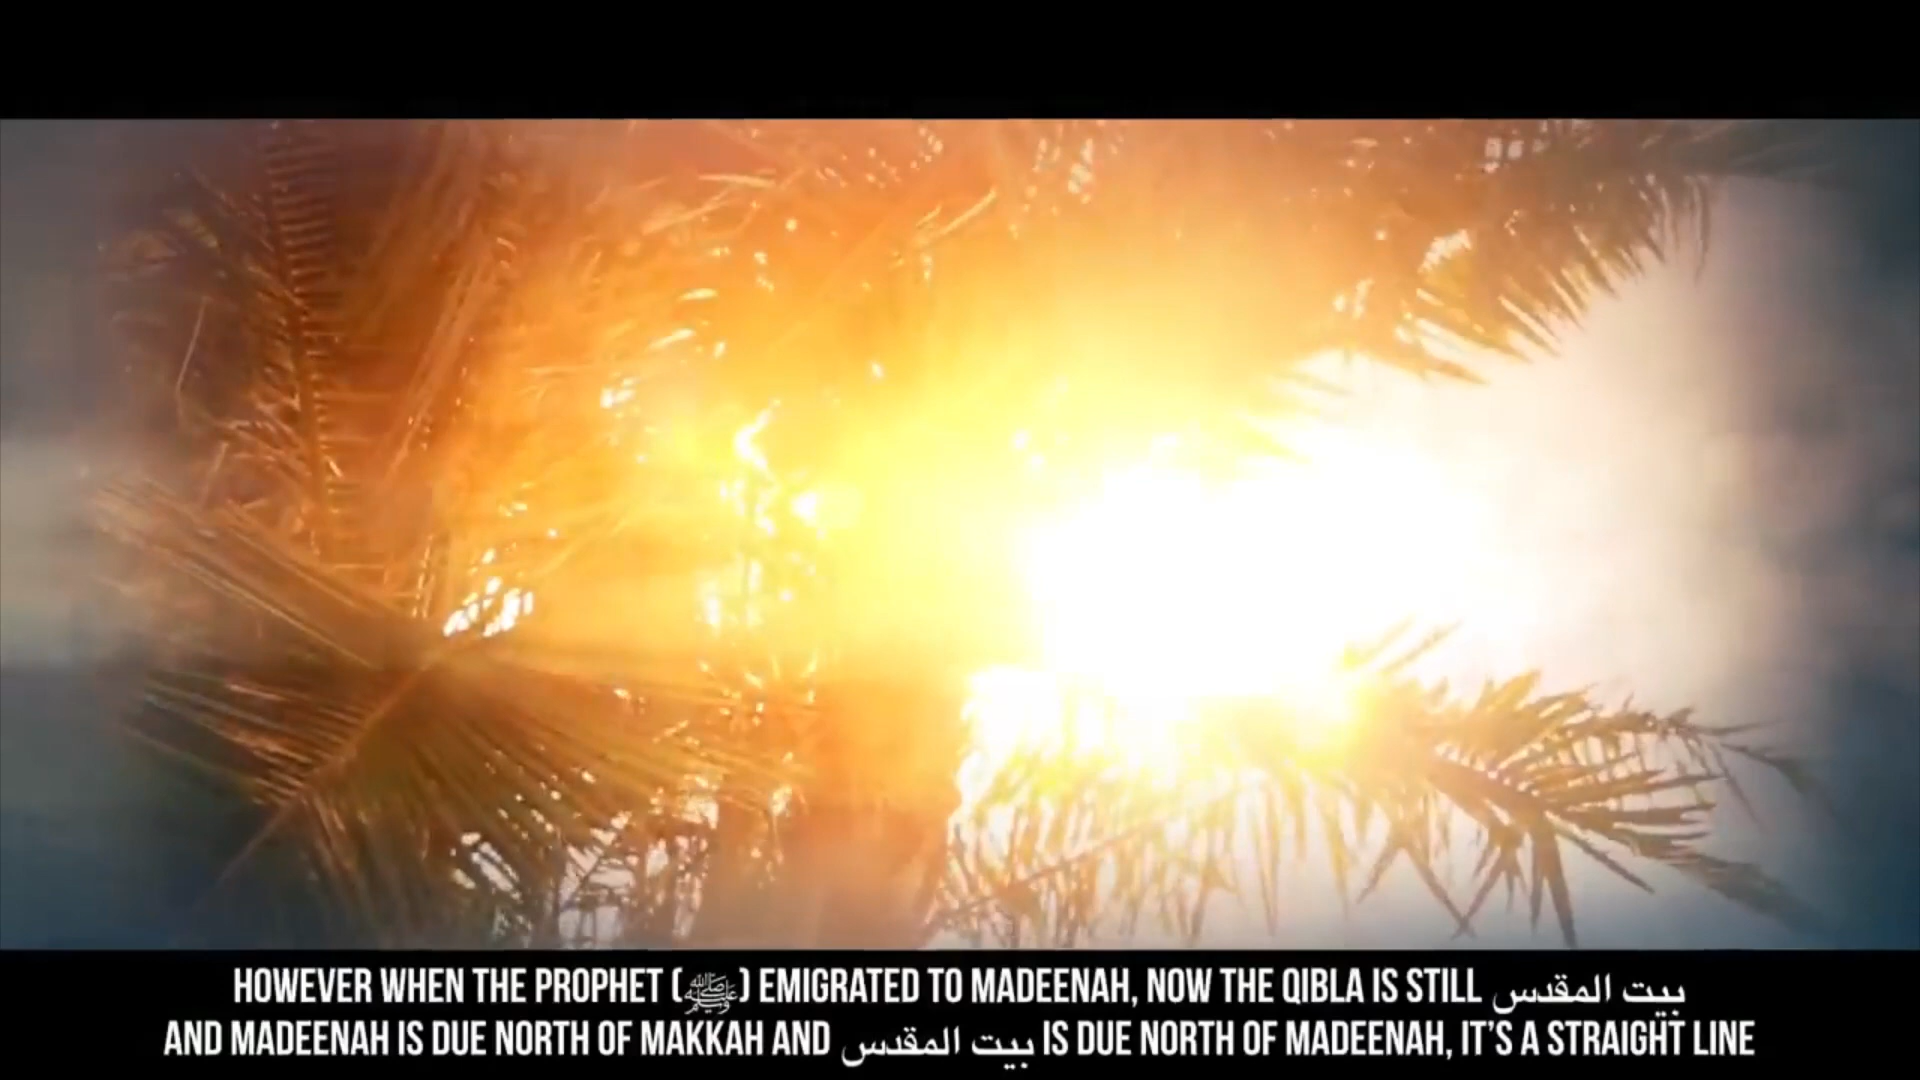 HOWEVER WHEN THE PROPHET (ﷺ) EMIGRATED TO MADEENAH, NOW THE QIBLA IS STILL بيت المقدس
AND MADEENAH IS DUE NORTH OF MAKKAH AND بيت المقدس IS DUE NORTH OF MADEENAH, IT'S A STRAIGHT LINE